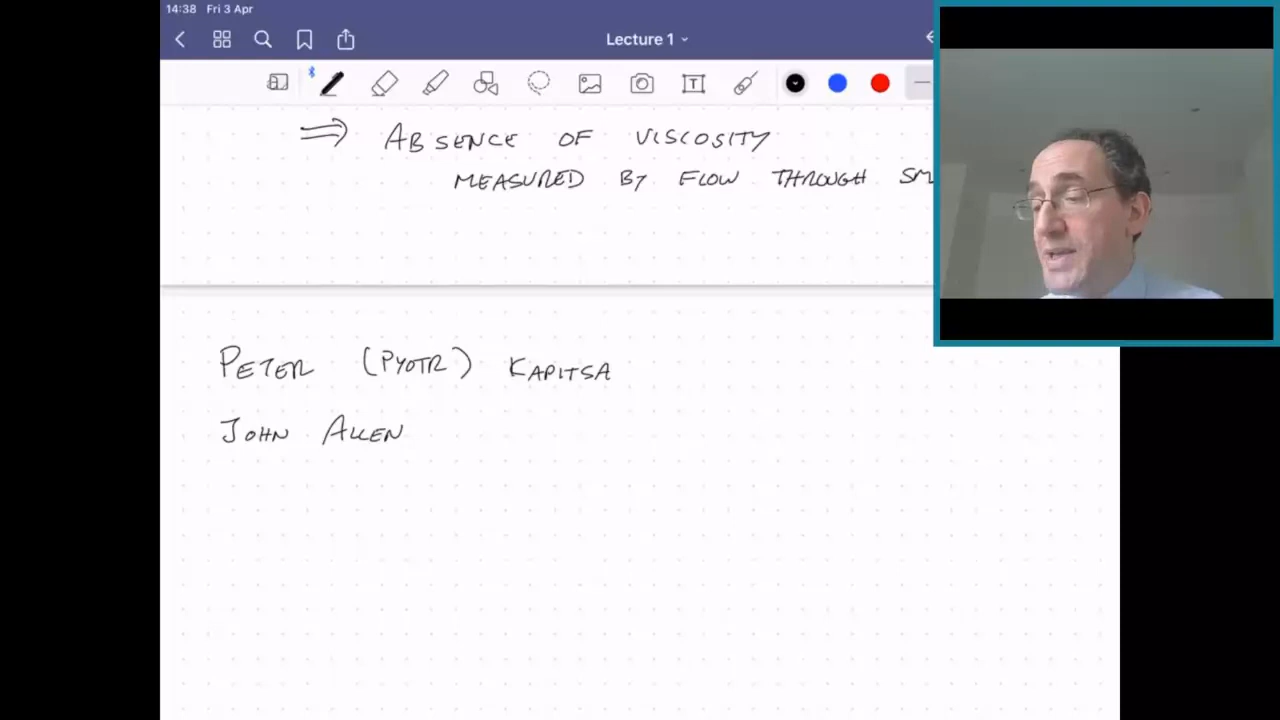 14:38 Fri 3 Apr
Lecture 1
⇒ ABSENCE OF VISCOSITY
MEASURED BY FLOW THROUGH SM
PETER (PYOTR) KAPITSA
JOHN ALLEN